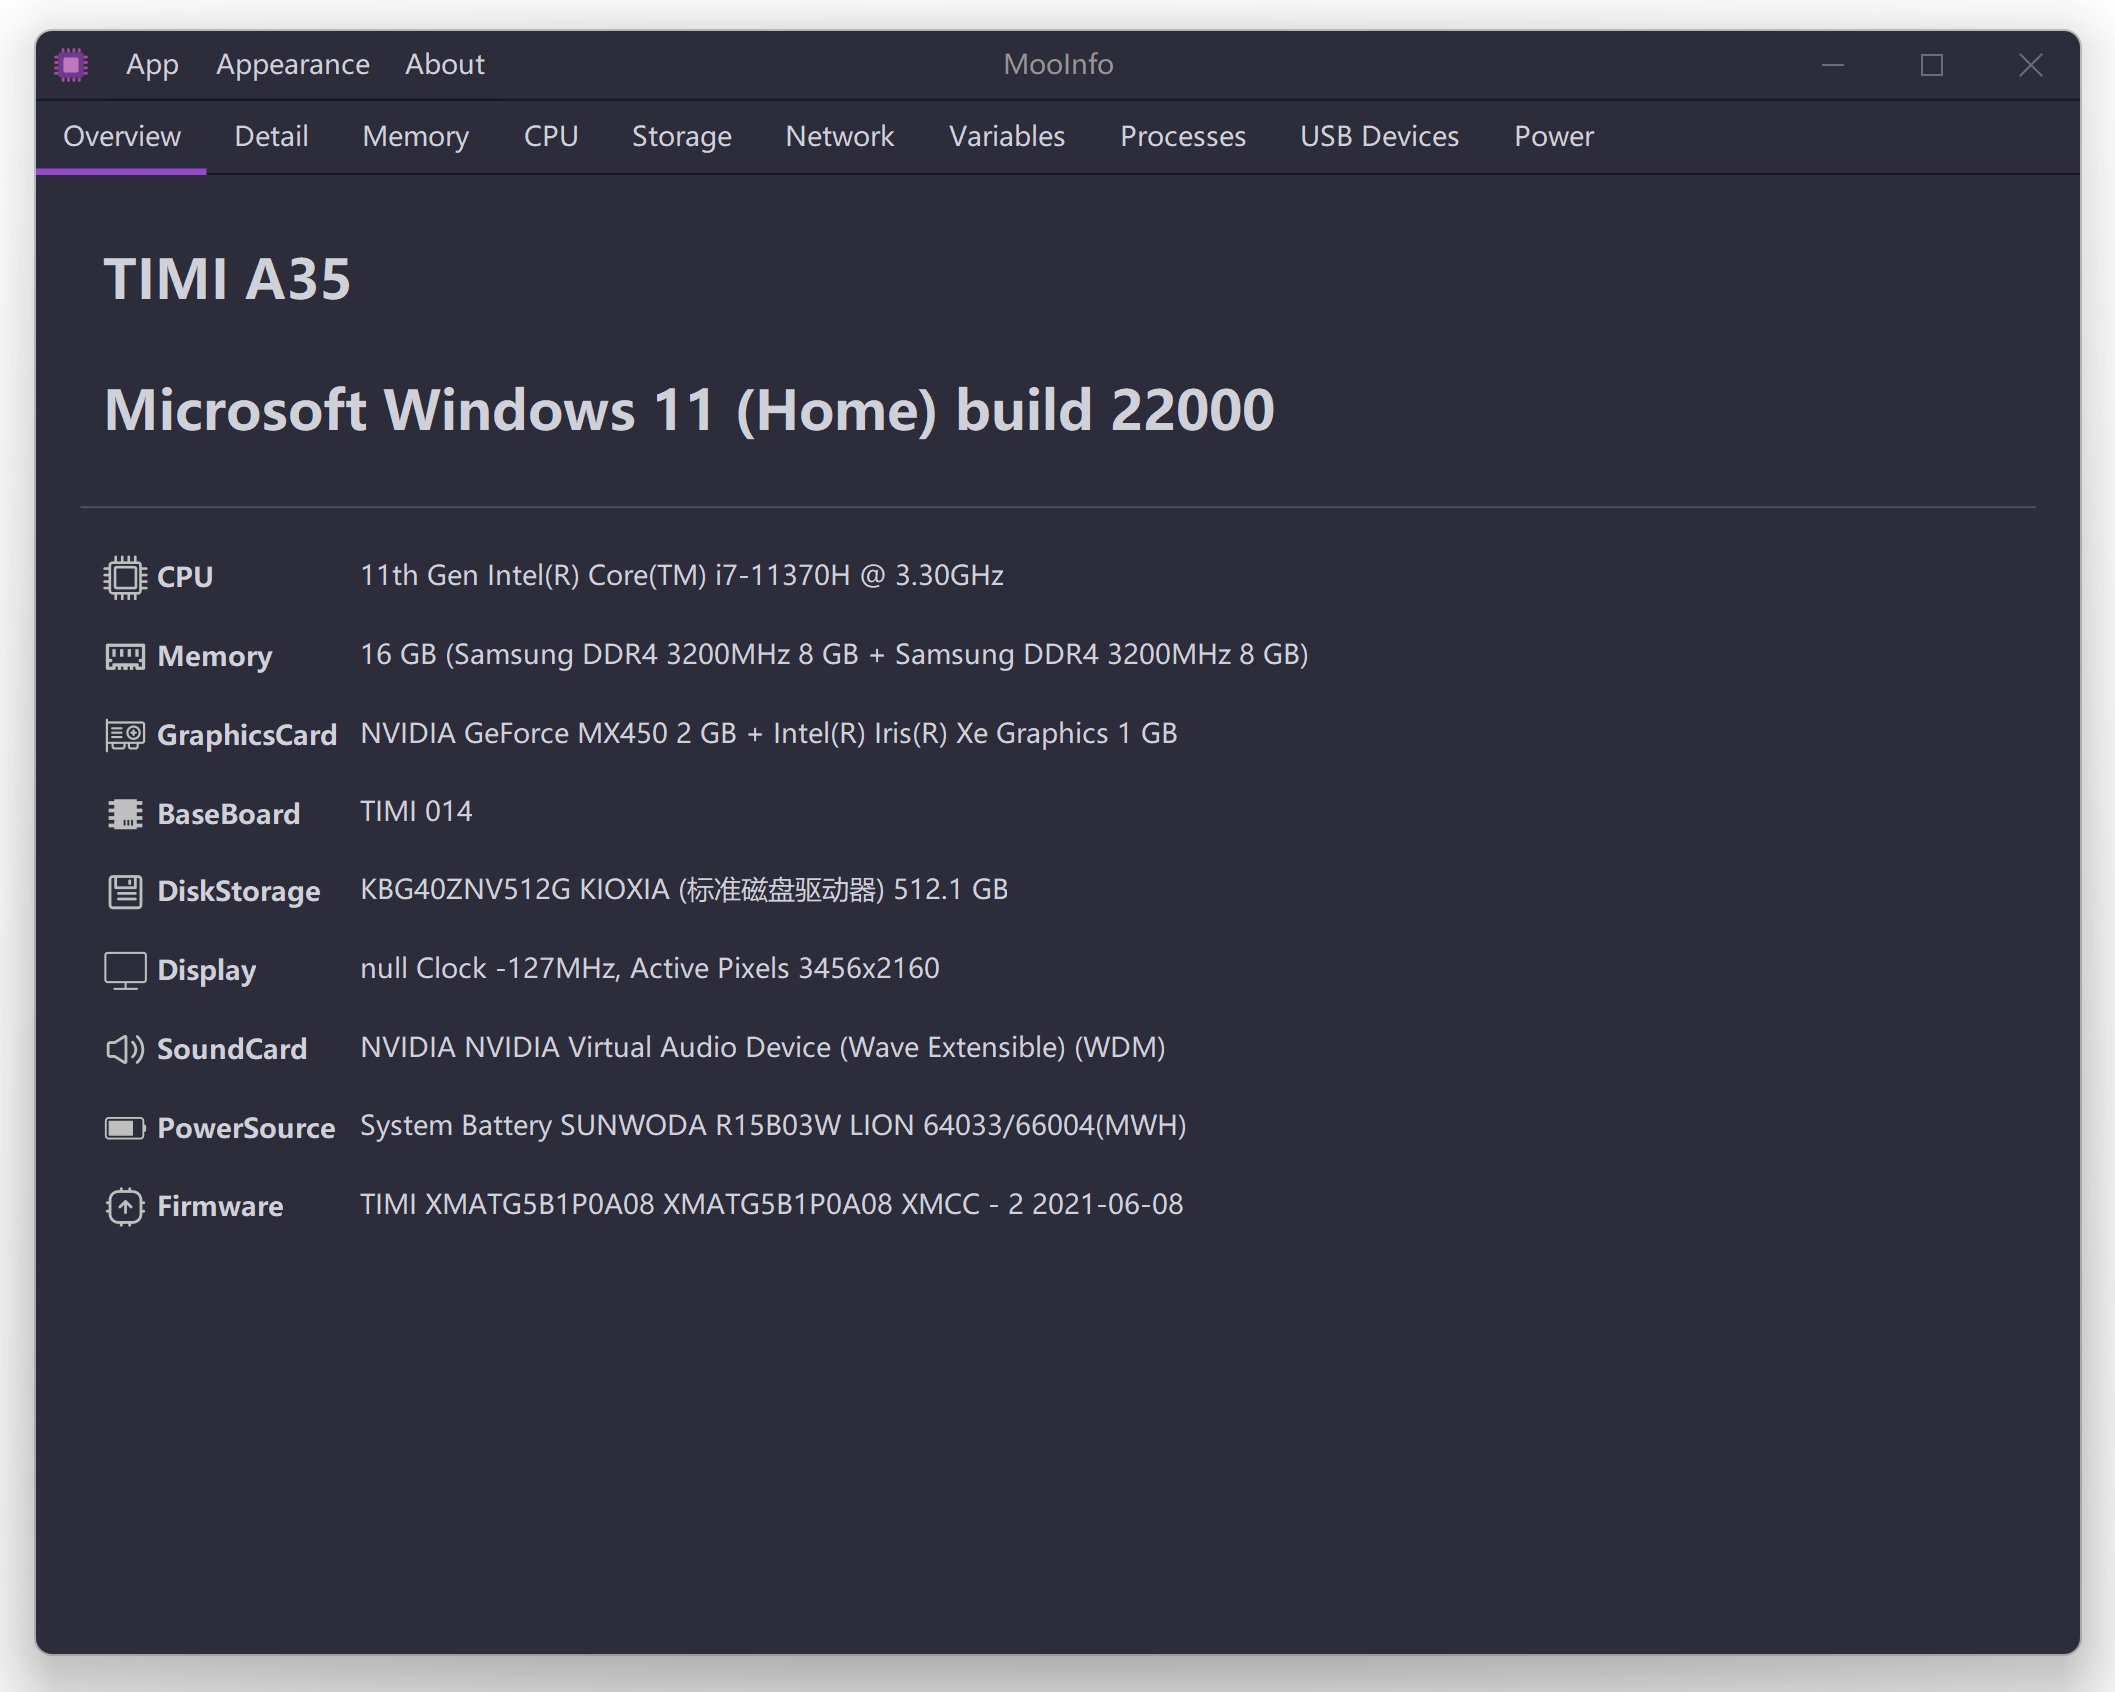 App Appearance About MooInfo
Overview Detail Memory CPU Storage Network Variables Processes USB Devices Power
TIMI A35
Microsoft Windows 11 (Home) build 22000
CPU 11th Gen Intel(R) Core(TM) i7-11370H @ 3.30GHz
Memory 16 GB (Samsung DDR4 3200MHz 8 GB + Samsung DDR4 3200MHz 8 GB)
GraphicsCard NVIDIA GeForce MX450 2 GB + Intel(R) Iris(R) Xe Graphics 1 GB
BaseBoard TIMI 014
DiskStorage KBG40ZNV512G KIOXIA (标准磁盘驱动器) 512.1 GB
Display null Clock -127MHz, Active Pixels 3456x2160
SoundCard NVIDIA NVIDIA Virtual Audio Device (Wave Extensible) (WDM)
PowerSource System Battery SUNWODA R15B03W LION 64033/66004(MWH)
Firmware TIMI XMATG5B1P0A08 XMATG5B1P0A08 XMCC - 2 2021-06-08